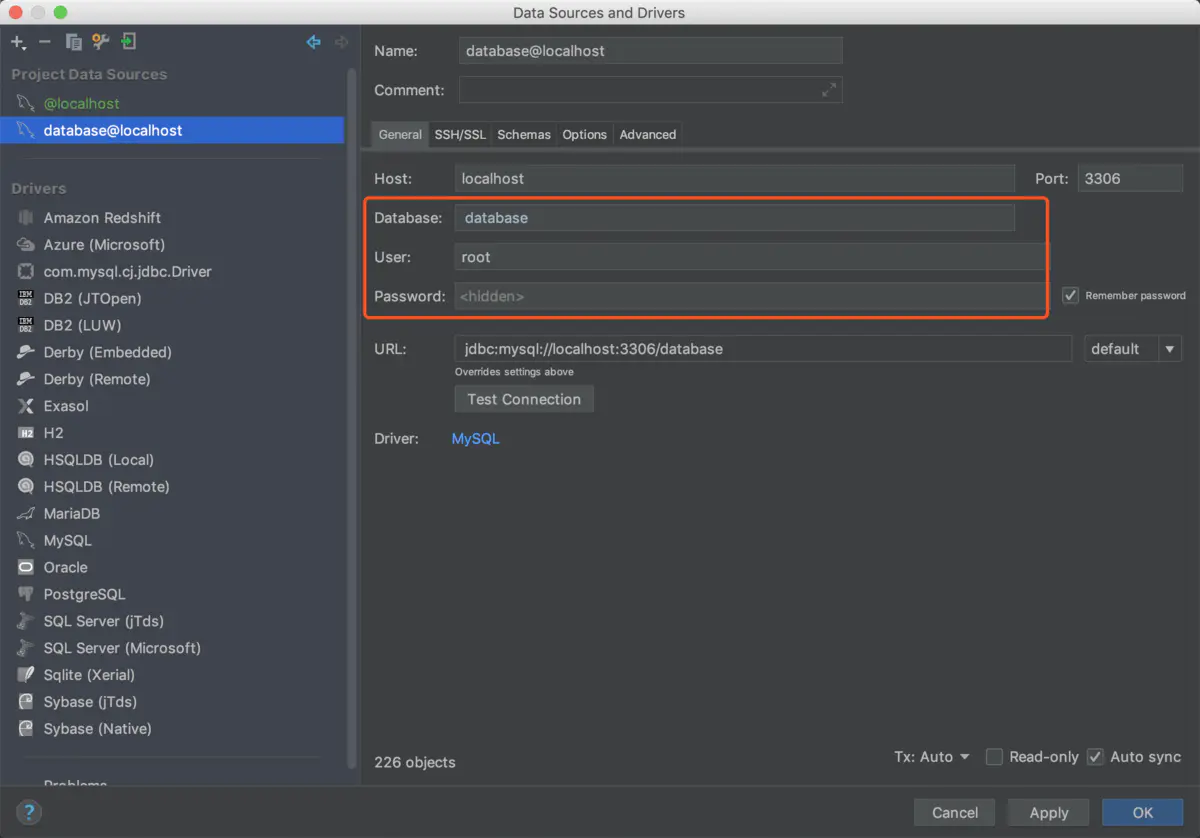 Data Sources and Drivers
Project Data Sources
@localhost
database@localhost
Drivers
Amazon Redshift
Azure (Microsoft)
com.mysql.cj.jdbc.Driver
IBM DB2
DB2 (JTOpen)
IBM DB2
DB2 (LUW)
Derby (Embedded)
Derby (Remote)
Exasol
H2
H2
HSQLDB (Local)
HSQLDB (Remote)
MariaDB
MySQL
Oracle
PostgreSQL
SQL Server (jTds)
SQL Server (Microsoft)
Sqlite (Xerial)
Sybase (jTds)
Sybase (Native)
Problems
Name: database@localhost
Comment:
General SSH/SSL Schemas Options Advanced
Host: localhost Port: 3306
Database: database
User: root
Password: <hidden> Remember password
URL: jdbc:mysql://localhost:3306/database default
Overrides settings above
Test Connection
Driver: MySQL
226 objects Tx: Auto Read-only Auto sync
? Cancel Apply OK